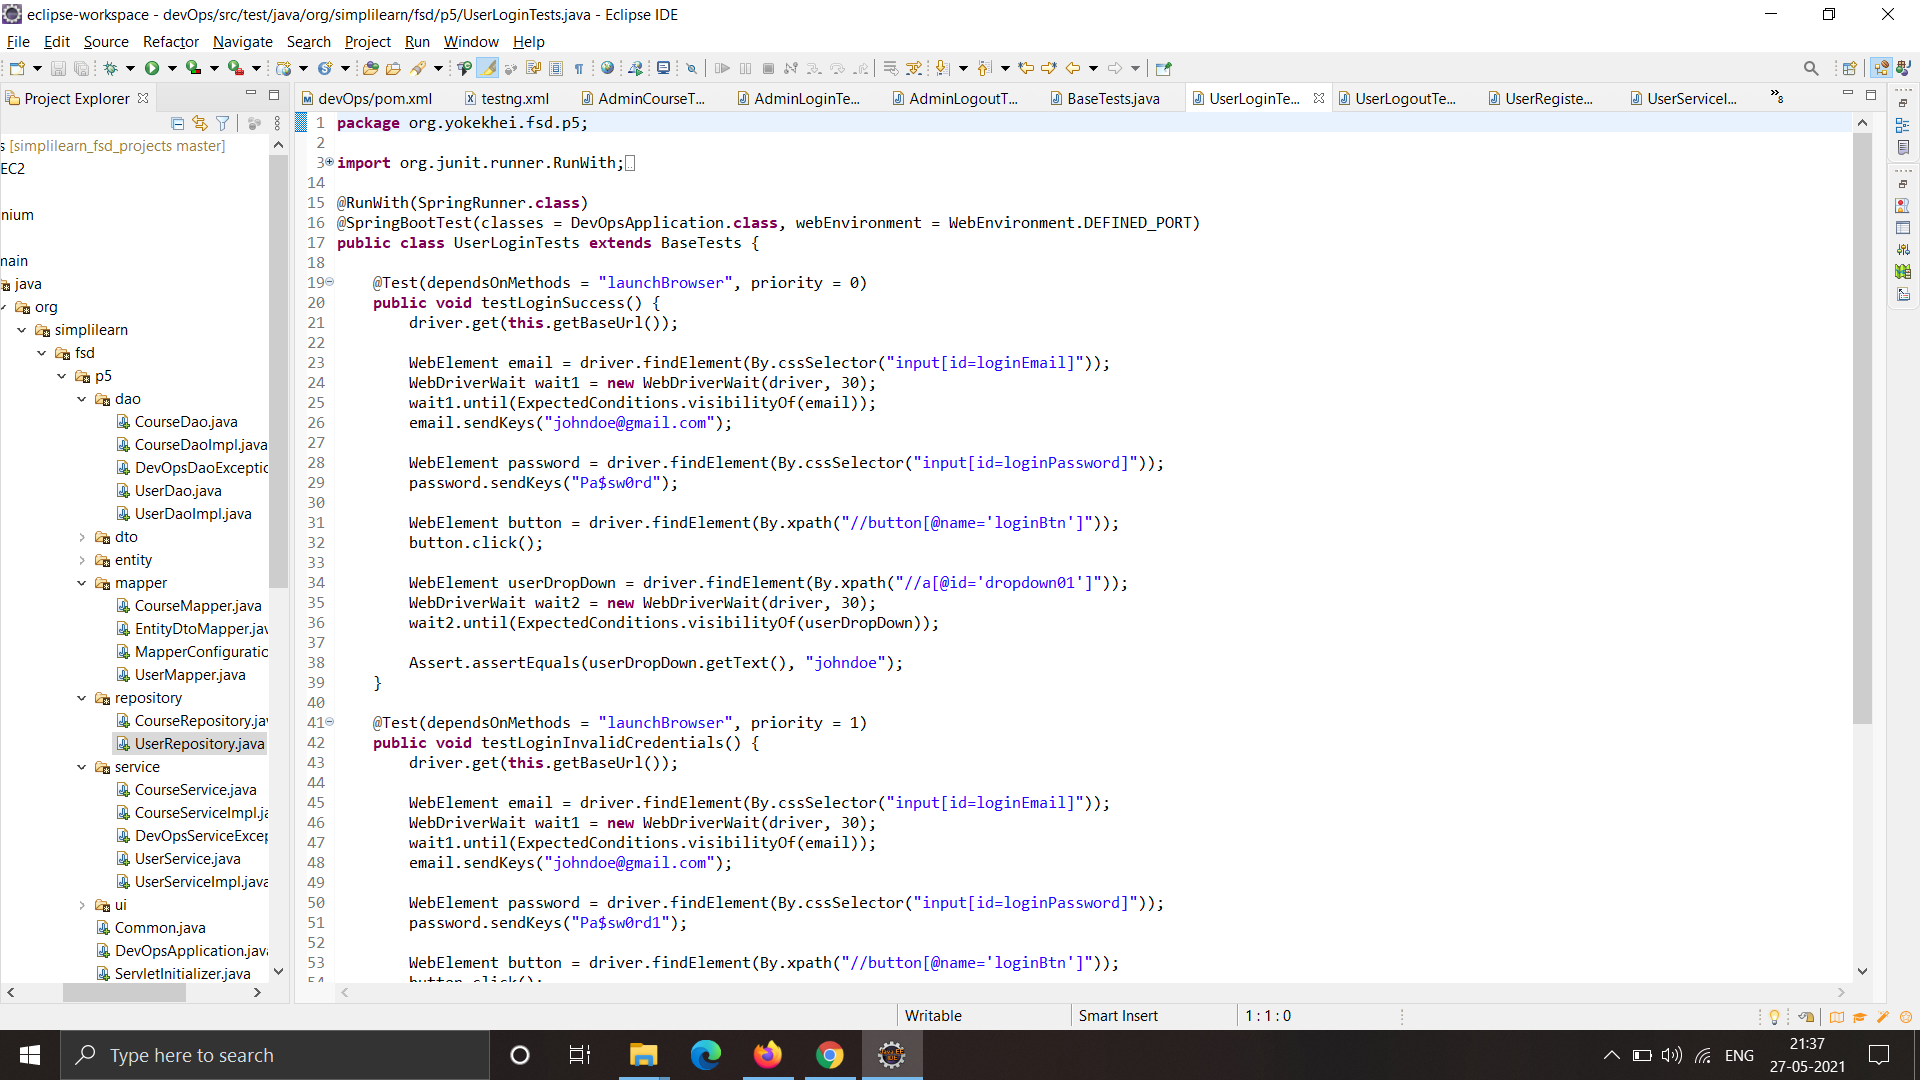 eclipse-workspace - devOps/src/test/java/org/simplilearn/fsd/p5/UserLoginTests.java - Eclipse IDE
File Edit Source Refactor Navigate Search Project Run Window Help
Project Explorer
devOps/pom.xml testng.xml AdminCourseT... AdminLoginTe... AdminLogoutT... BaseTests.java UserLoginTe... UserLogoutTe... UserRegiste... UserServiceI... »8
s [simplilearn_fsd_projects master]
EC2
nium
main
java
org
simplilearn
fsd
p5
dao
CourseDao.java
CourseDaoImpl.java
DevOpsDaoExceptio
UserDao.java
UserDaoImpl.java
dto
entity
mapper
CourseMapper.java
EntityDtoMapper.jav
MapperConfiguratio
UserMapper.java
repository
CourseRepository.jav
UserRepository.java
service
CourseService.java
CourseServiceImpl.ja
DevOpsServiceExcep
UserService.java
UserServiceImpl.java
ui
Common.java
DevOpsApplication.java
ServletInitializer.java
1 package org.yokekhei.fsd.p5;
2
3 import org.junit.runner.RunWith;
14
15 @RunWith(SpringRunner.class)
16 @SpringBootTest(classes = DevOpsApplication.class, webEnvironment = WebEnvironment.DEFINED_PORT)
17 public class UserLoginTests extends BaseTests {
18
19 @Test(dependsOnMethods = "launchBrowser", priority = 0)
20 public void testLoginSuccess() {
21 driver.get(this.getBaseUrl());
22
23 WebElement email = driver.findElement(By.cssSelector("input[id=loginEmail]"));
24 WebDriverWait wait1 = new WebDriverWait(driver, 30);
25 wait1.until(ExpectedConditions.visibilityOf(email));
26 email.sendKeys("johndoe@gmail.com");
27
28 WebElement password = driver.findElement(By.cssSelector("input[id=loginPassword]"));
29 password.sendKeys("Pa$sw0rd");
30
31 WebElement button = driver.findElement(By.xpath("//button[@name='loginBtn']"));
32 button.click();
33
34 WebElement userDropDown = driver.findElement(By.xpath("//a[@id='dropdown01']"));
35 WebDriverWait wait2 = new WebDriverWait(driver, 30);
36 wait2.until(ExpectedConditions.visibilityOf(userDropDown));
37
38 Assert.assertEquals(userDropDown.getText(), "johndoe");
39 }
40
41 @Test(dependsOnMethods = "launchBrowser", priority = 1)
42 public void testLoginInvalidCredentials() {
43 driver.get(this.getBaseUrl());
44
45 WebElement email = driver.findElement(By.cssSelector("input[id=loginEmail]"));
46 WebDriverWait wait1 = new WebDriverWait(driver, 30);
47 wait1.until(ExpectedConditions.visibilityOf(email));
48 email.sendKeys("johndoe@gmail.com");
49
50 WebElement password = driver.findElement(By.cssSelector("input[id=loginPassword]"));
51 password.sendKeys("Pa$sw0rd1");
52
53 WebElement button = driver.findElement(By.xpath("//button[@name='loginBtn']"));
54 button.click();
Writable Smart Insert 1 : 1 : 0
Type here to search
ENG
21:37
27-05-2021